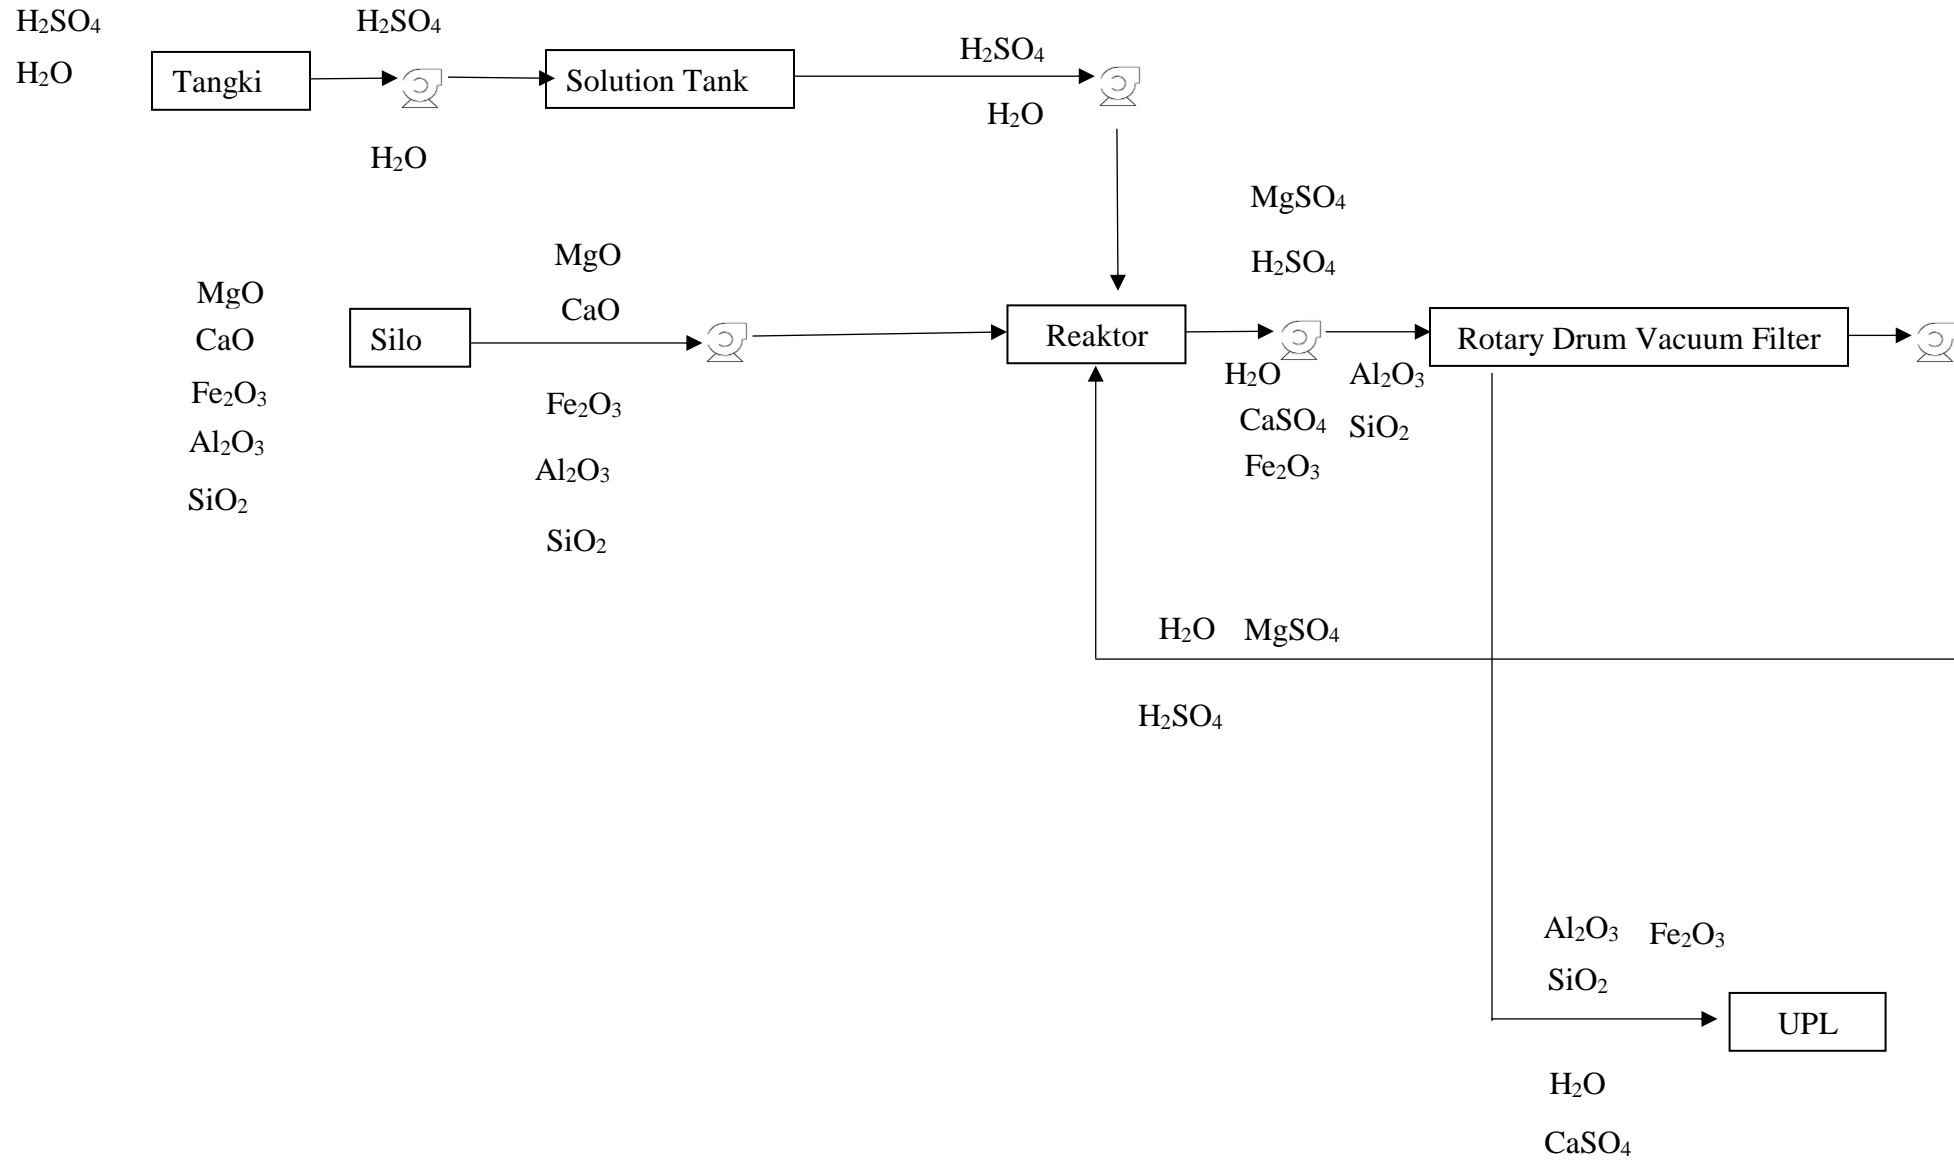 H₂SO₄
H₂O
Tangki
H₂SO₄
H₂O
Solution Tank
H₂SO₄
H₂O
MgO
CaO
Fe₂O₃
Al₂O₃
SiO₂
Silo
MgO
CaO
Fe₂O₃
Al₂O₃
SiO₂
Reaktor
MgSO₄
H₂SO₄
H₂O Al₂O₃
CaSO₄ SiO₂
Fe₂O₃
Rotary Drum Vacuum Filter
H₂O MgSO₄
H₂SO₄
Al₂O₃ Fe₂O₃
SiO₂
UPL
H₂O
CaSO₄